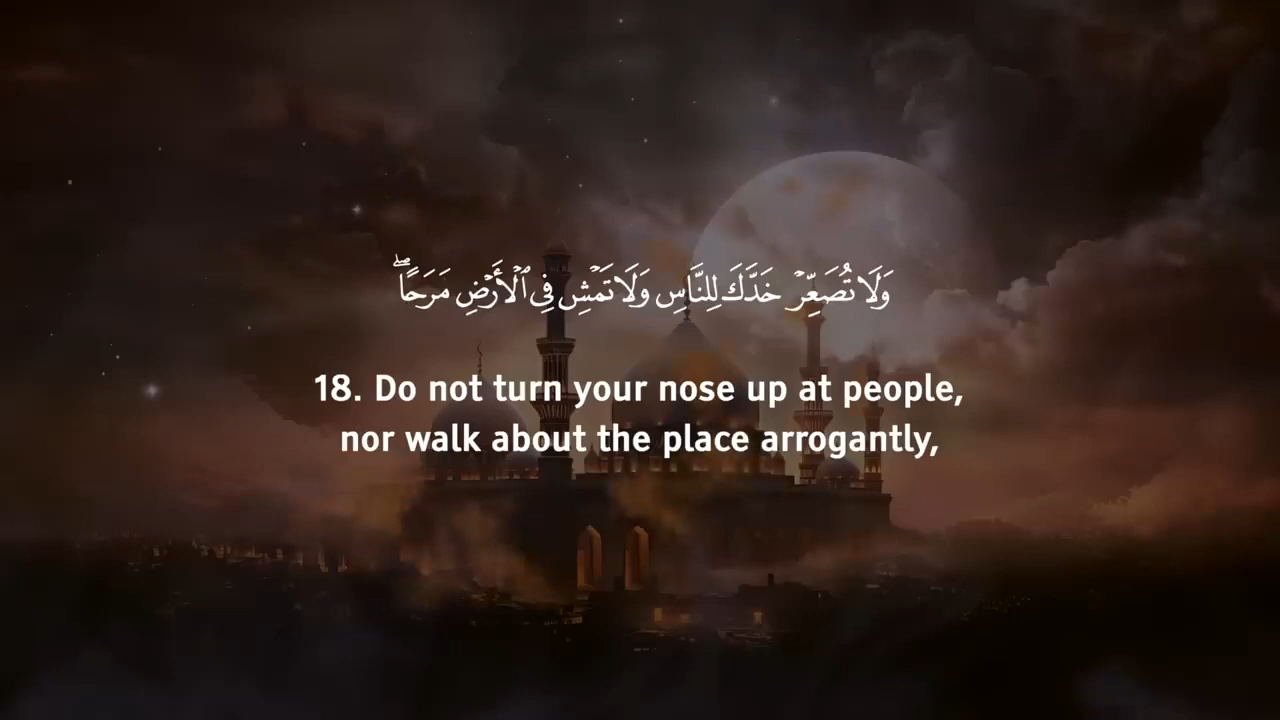 وَلَا تُصَعِّرْ خَدَّكَ لِلنَّاسِ وَلَا تَمْشِ فِى ٱلْأَرْضِ مَرَحًا ۖ
18. Do not turn your nose up at people,
nor walk about the place arrogantly,